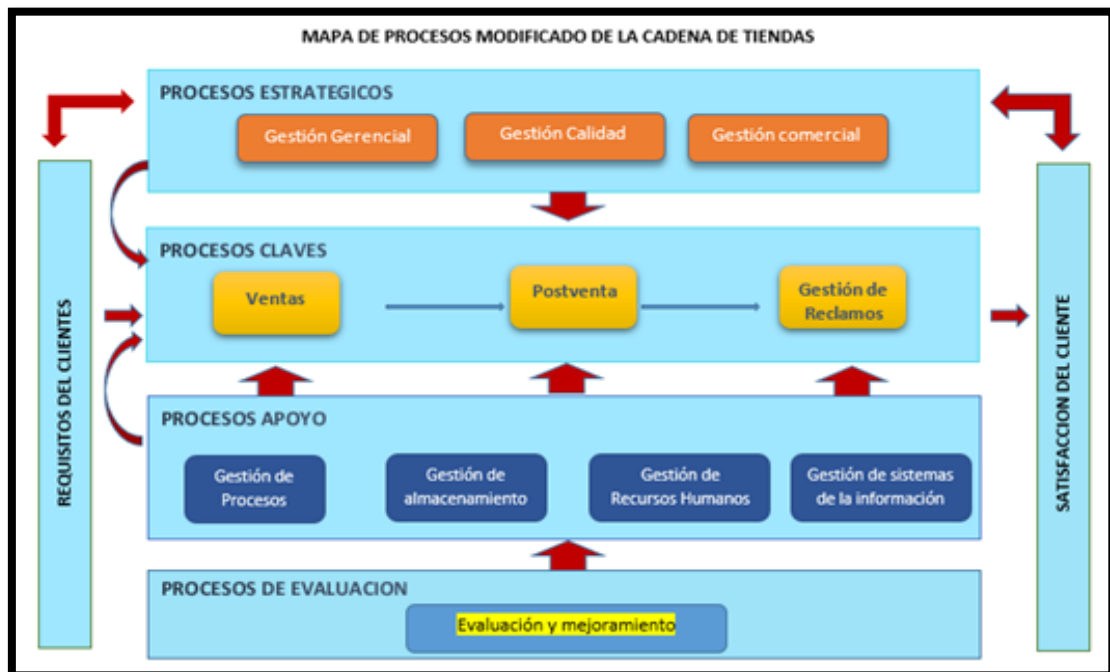 MAPA DE PROCESOS MODIFICADO DE LA CADENA DE TIENDAS
PROCESOS ESTRATEGICOS
Gestión Gerencial
Gestión Calidad
Gestión comercial
REQUISITOS DEL CLIENTES
PROCESOS CLAVES
Ventas
Postventa
Gestión de
Reclamos
SATISFACCION DEL CLIENTE
PROCESOS APOYO
Gestión de
Procesos
Gestión de
almacenamiento
Gestión de
Recursos Humanos
Gestión de sistemas
de la información
PROCESOS DE EVALUACION
Evaluación y mejoramiento